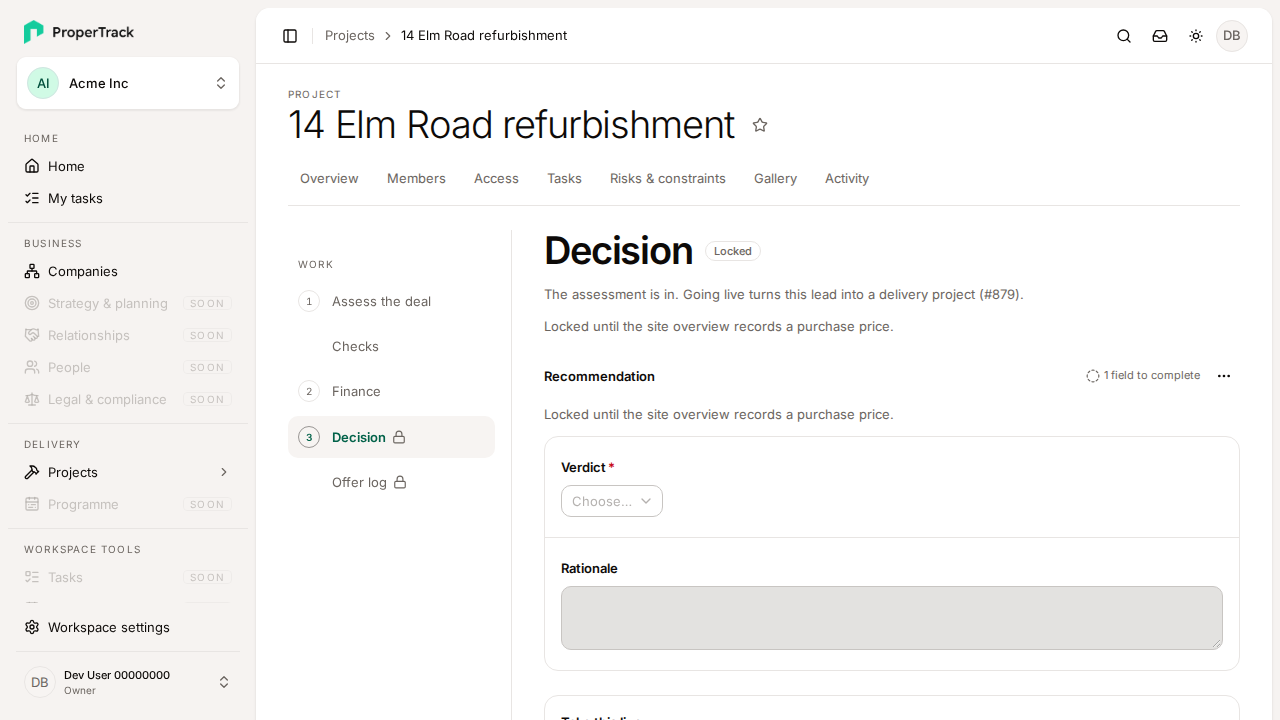 ProperTrack
AI Acme Inc
HOME
Home
My tasks
BUSINESS
Companies
Strategy & planning SOON
Relationships SOON
People SOON
Legal & compliance SOON
DELIVERY
Projects
Programme SOON
WORKSPACE TOOLS
Tasks SOON
Workspace settings
DB Dev User 00000000
Owner
Projects 14 Elm Road refurbishment DB
PROJECT
14 Elm Road refurbishment
Overview Members Access Tasks Risks & constraints Gallery Activity
WORK
1 Assess the deal
Checks
2 Finance
3 Decision
Offer log
Decision Locked
The assessment is in. Going live turns this lead into a delivery project (#879).
Locked until the site overview records a purchase price.
Recommendation 1 field to complete
Locked until the site overview records a purchase price.
Verdict *
Choose...
Rationale